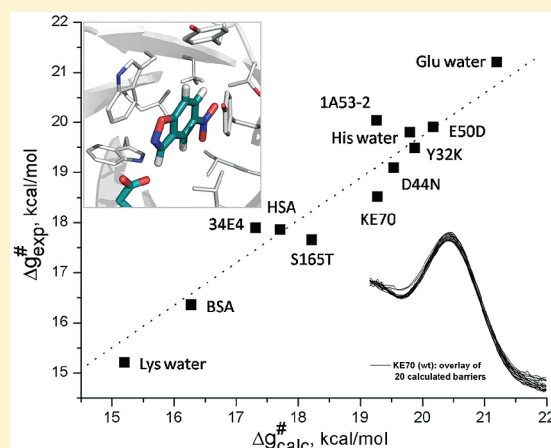 Δg#exp, kcal/mol
22
21
20
19
18
17
16
15
Glu water
1A53-2
His water
E50D
Y32K
D44N
KE70
HSA
34E4
S165T
BSA
Lys water
KE70 (wt): overlay of
20 calculated barriers
15 16 17 18 19 20 21 22
Δg#calc, kcal/mol